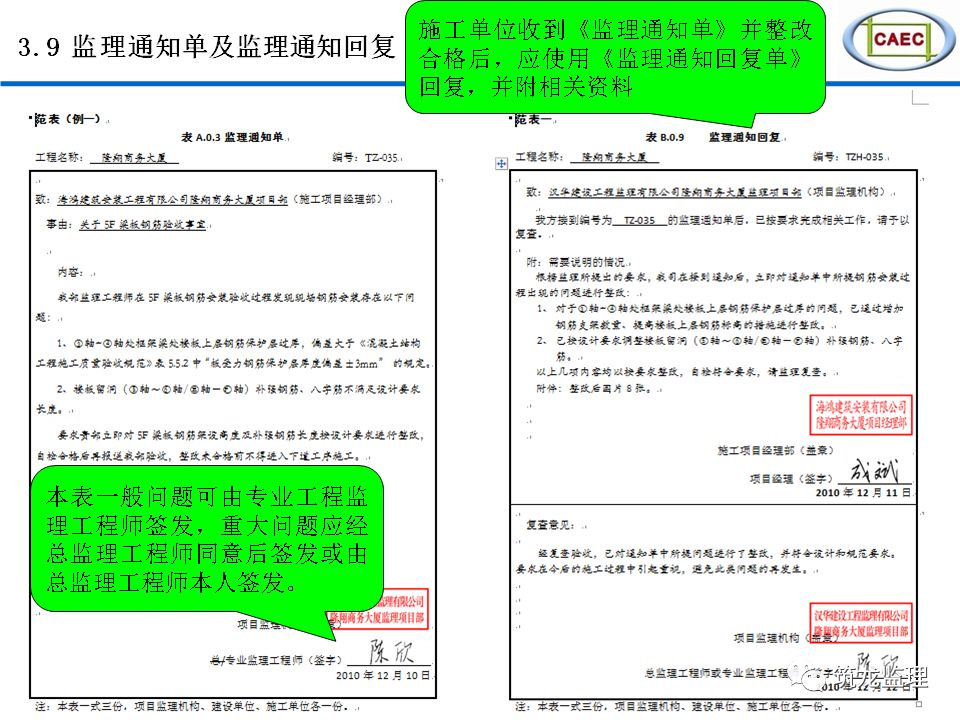 3.9 监理通知单及监理通知回复
施工单位收到《监理通知单》并整改
合格后，应使用《监理通知回复单》
回复，并附相关资料
CAEC
范表（例一）
表 A.0.3 监理通知单
工程名称： 隆翔商务大厦 编号：TZ-035
致：海鸿建筑安装工程有限公司隆翔商务大厦项目部（施工项目经理部）
事由：关于 5F 梁板钢筋验收事宜
内容：
我部监理工程师在 5F 梁板钢筋安装验收过程发现现场钢筋安装存在以下问
题：
1、①轴~④轴处框架梁处楼板上层钢筋保护层过厚，偏差大于《混凝土结构
工程施工质量验收规范》表 5.5.2 中“板受力钢筋保护层厚度偏差±3mm” 的规定。
2、楼板留洞（③轴~⑥轴/⑧轴-⑥轴）补强钢筋、八字筋不满足设计要求
长度。
要求贵部立即对 5F 梁板钢筋架设高度及补强钢筋长度按设计要求进行整改，
自检合格后再报送我部验收，整改未合格前不得进入下道工序施工。
本表一般问题可由专业工程监
理工程师签发，重大问题应经
总监理工程师同意后签发或由
总监理工程师本人签发。
监理有限公司
隆翔商务大厦监理项目部
项目监理
总/专业监理工程师（签字） 陈欣
2010 年 12 月 10 日
注：本表一式三份，项目监理机构、建设单位、施工单位各一份。
范表一
表 B.0.9 监理通知回复
工程名称： 隆翔商务大厦 编号：TZH-035
致：汉华建设工程监理有限公司隆翔商务大厦监理项目部（项目监理机构）
我方接到编号为 TZ-035 的监理通知单后，已按要求完成相关工作，请予以
复查。
附：需要说明的情况
根据监理所提出的要求，我司在接到通知后，立即对通知单中所提钢筋安装过
程出现的问题进行整改：
1、 对于①轴~④轴处框架梁处楼板上层钢筋保护层过厚的问题，已通过增加
钢筋支架数量、提高楼板上层钢筋标高的措施进行整改。
2、 已按设计要求调整楼板留洞（⑤轴~⑤轴/⑥轴-⑥轴）补强钢筋、八字
筋。
以上几项内容均以按要求整改，自检符合要求，请监理复查。
附件：整改后图片 8 张。
海鸿建筑安装有限公司
隆翔商务大厦项目经理部
施工项目经理部（盖章）
项目经理（签字） 成斌
2010 年 12 月 11 日
复查意见：
经复查验收，已对通知单中所提问题进行了整改，并符合设计和规范要求。
要求在今后的施工过程中引起重视，避免此类问题的再发生。
汉华建设工程监理有限公司
隆翔商务大厦监理项目部
项目监理机构（盖章）
总监理工程师或专业监理工程 陈欣
2010 年 12 月 12 日
筑龙监理
注：本表一式三份，项目监理机构、建设单位、施工单位各一份。